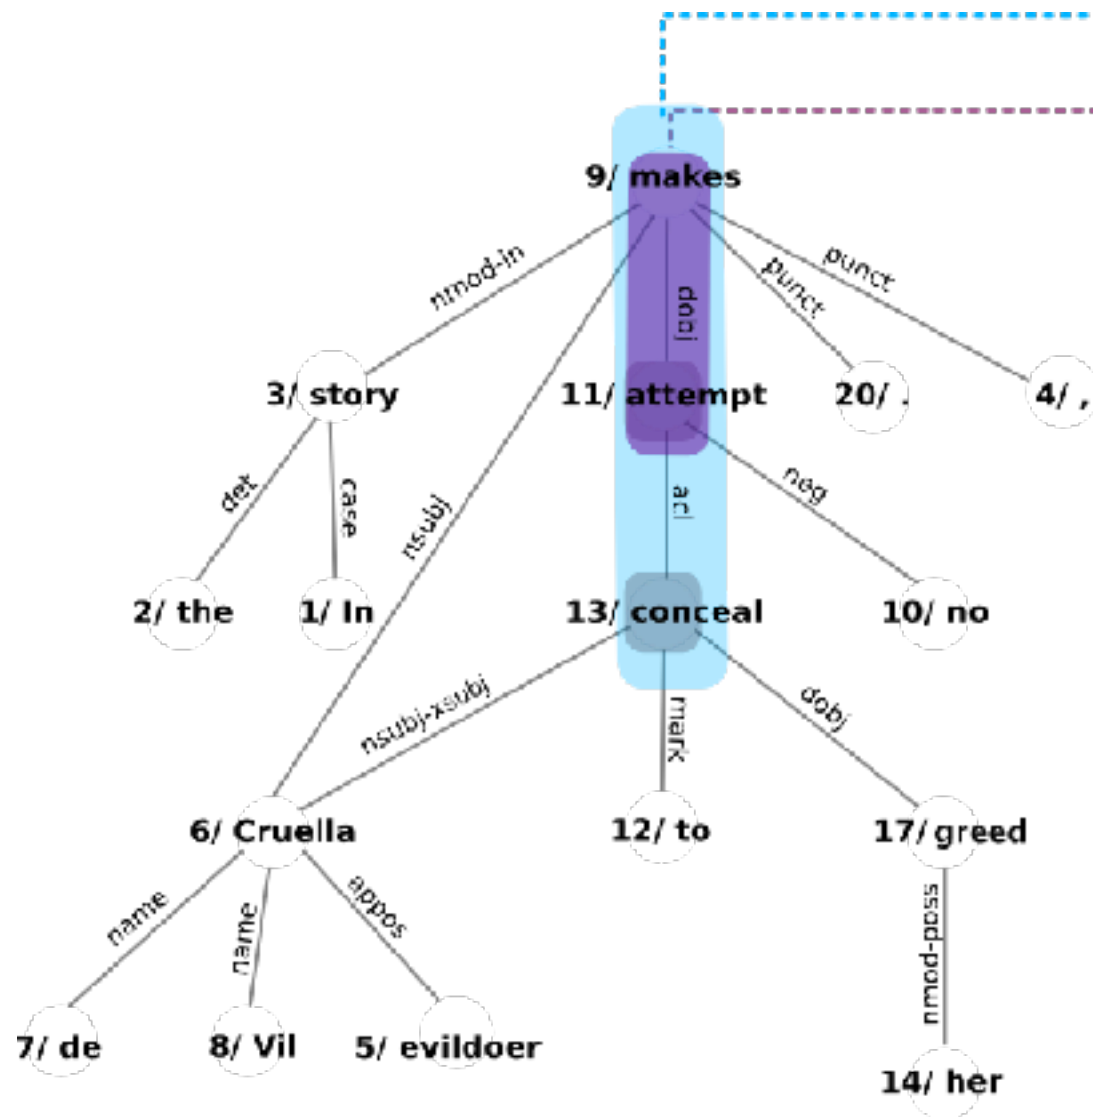 9/ makes
nmod-in
punct
punct
dobj
3/ story
11/ attempt
20/ .
4/ ,
det
case
nsubj
acl
neg
2/ the
1/ In
13/ conceal
10/ no
nsubj-xsubj
mark
dobj
6/ Cruella
12/ to
17/ greed
name
name
appos
nmod-poss
7/ de
8/ Vil
5/ evildoer
14/ her